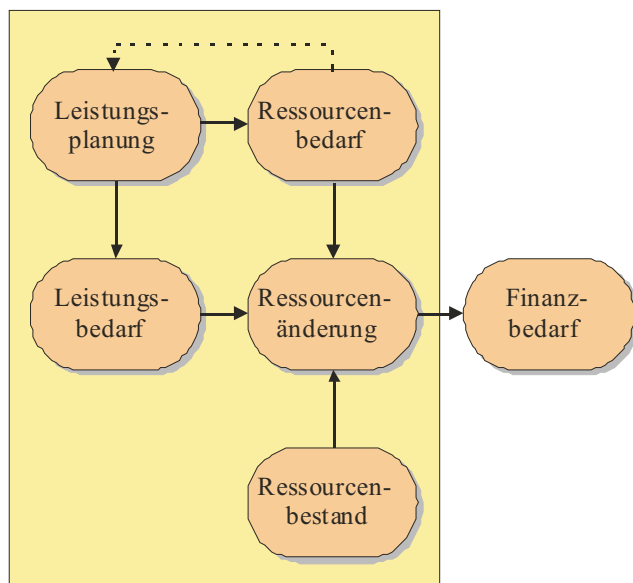 Leistungs-
planung
Ressourcen-
bedarf
Leistungs-
bedarf
Ressourcen-
änderung
Finanz-
bedarf
Ressourcen-
bestand